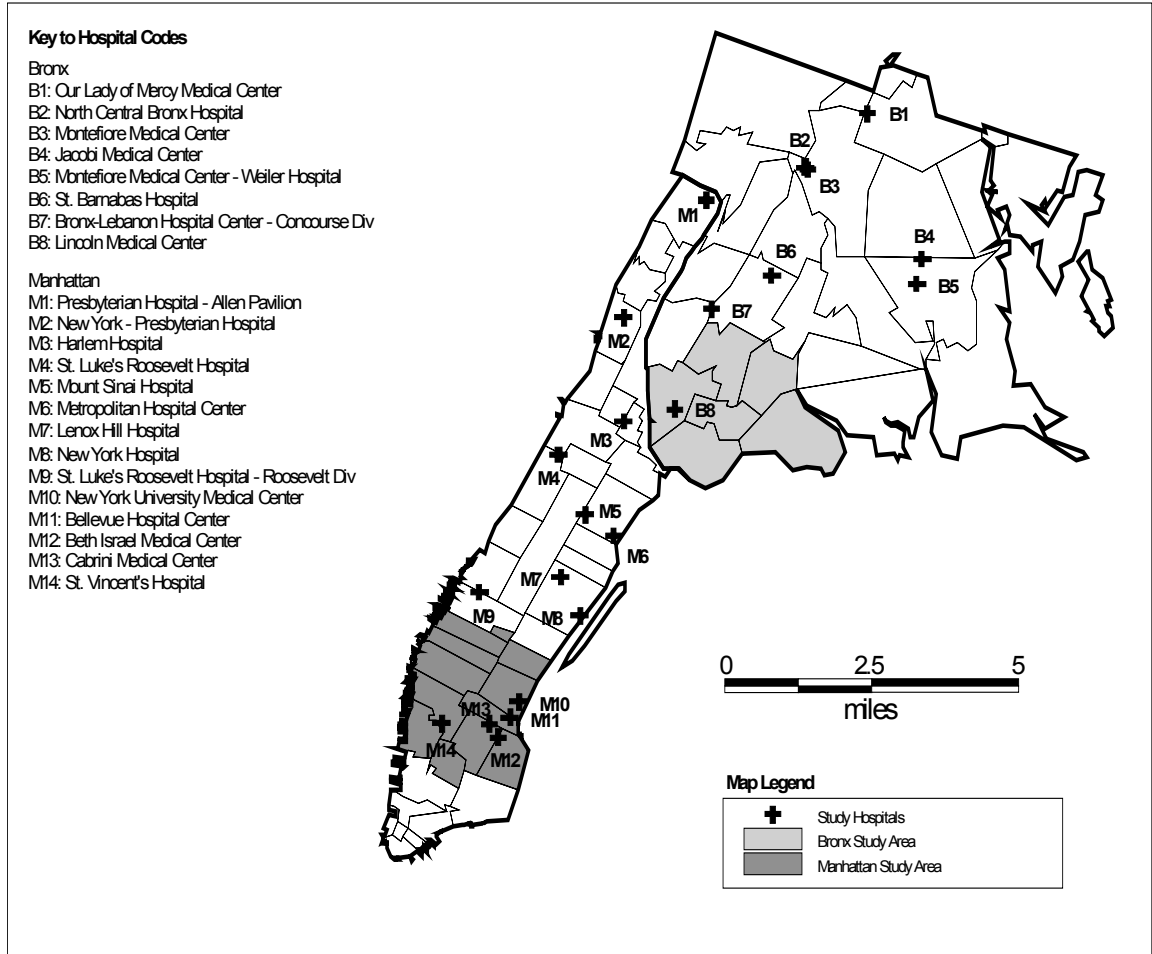 Key to Hospital Codes
Bronx
B1: Our Lady of Mercy Medical Center
B2: North Central Bronx Hospital
B3: Montefiore Medical Center
B4: Jacobi Medical Center
B5: Montefiore Medical Center - Weiler Hospital
B6: St. Barnabas Hospital
B7: Bronx-Lebanon Hospital Center - Concourse Div
B8: Lincoln Medical Center
Manhattan
M1: Presbyterian Hospital - Allen Pavilion
M2: New York - Presbyterian Hospital
M3: Harlem Hospital
M4: St. Luke's Roosevelt Hospital
M5: Mount Sinai Hospital
M6: Metropolitan Hospital Center
M7: Lenox Hill Hospital
M8: New York Hospital
M9: St. Luke's Roosevelt Hospital - Roosevelt Div
M10: New York University Medical Center
M11: Bellevue Hospital Center
M12: Beth Israel Medical Center
M13: Cabrini Medical Center
M14: St. Vincent's Hospital
B1
B2
B3
M1
B4
B6
B5
B7
M2
B8
M3
M4
M5
M6
M7
M9
M8
M10
M13
M11
M14
M12
0 2.5 5
miles
Map Legend
Study Hospitals
Bronx Study Area
Manhattan Study Area